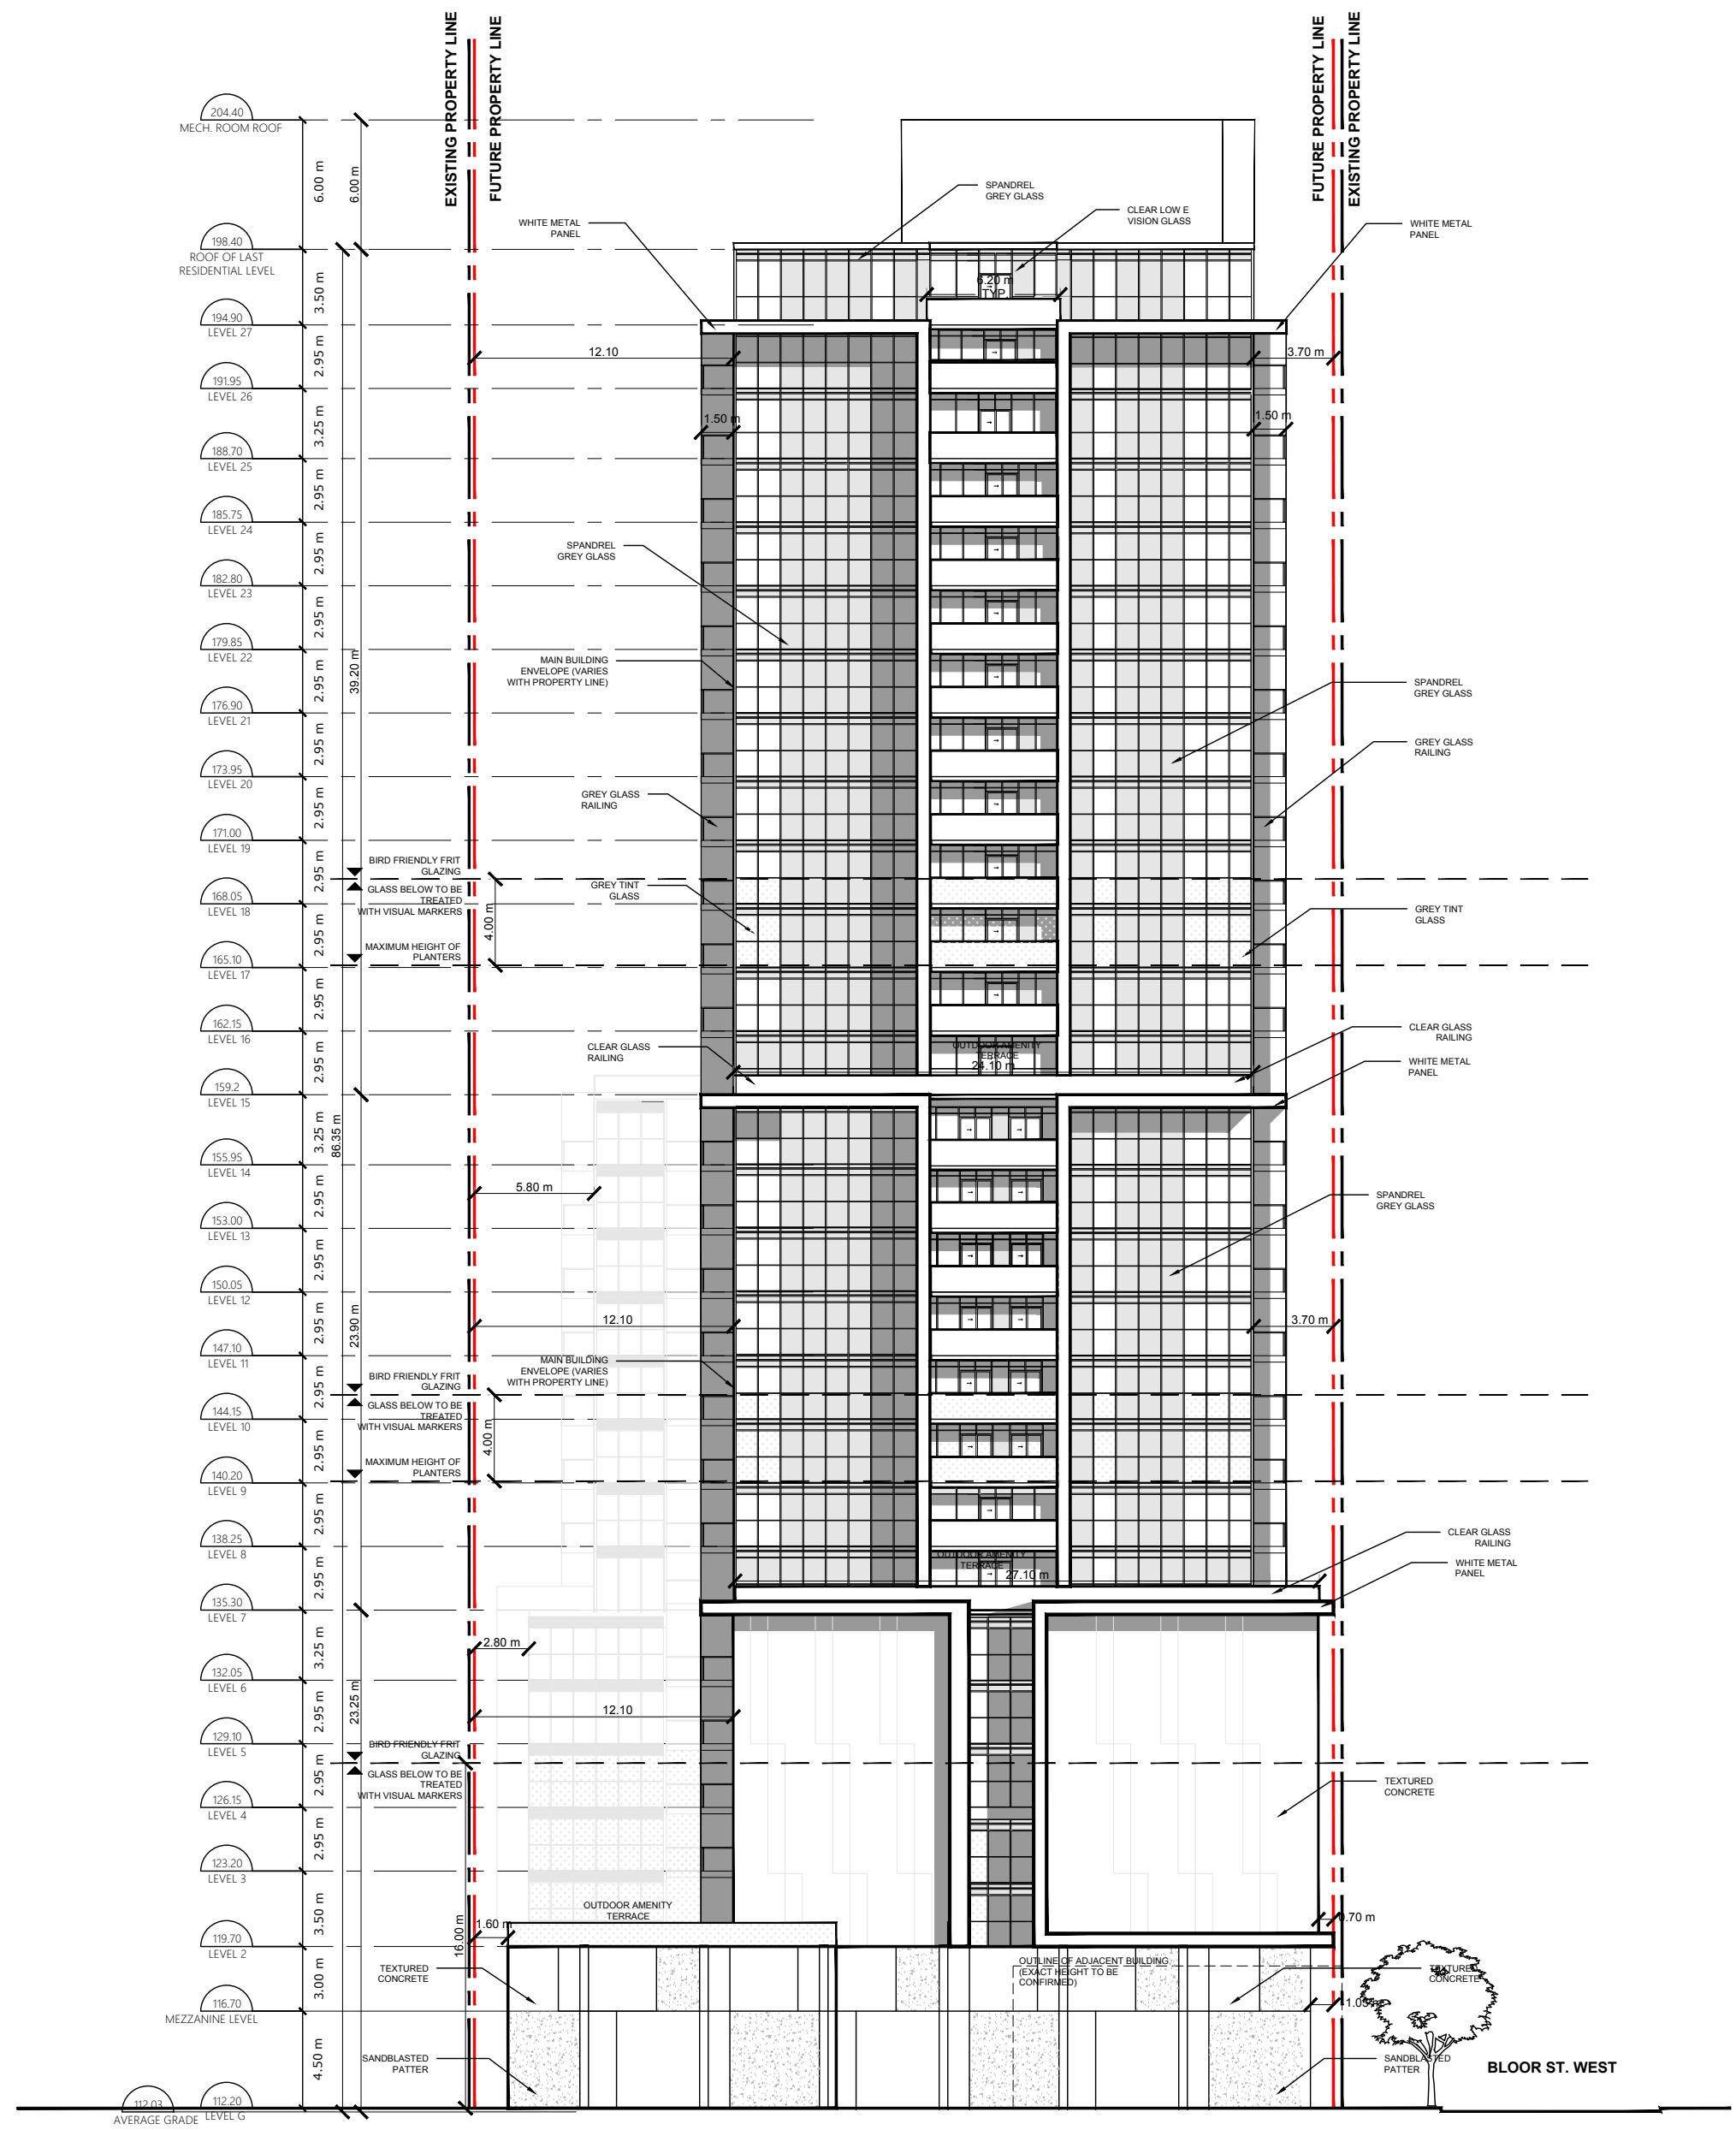 EXISTING PROPERTY LINE
FUTURE PROPERTY LINE
FUTURE PROPERTY LINE
EXISTING PROPERTY LINE
204.40
MECH. ROOM ROOF
6.00 m
6.00 m
SPANDREL
GREY GLASS
CLEAR LOW E
VISION GLASS
WHITE METAL
PANEL
WHITE METAL
PANEL
198.40
ROOF OF LAST
RESIDENTIAL LEVEL
3.50 m
6.20 m
TYP.
194.90
LEVEL 27
2.95 m
12.10
3.70 m
191.95
LEVEL 26
3.25 m
1.50 m
1.50 m
188.70
LEVEL 25
2.95 m
185.75
LEVEL 24
2.95 m
SPANDREL
GREY GLASS
182.80
LEVEL 23
2.95 m
179.85
LEVEL 22
2.95 m
39.20 m
MAIN BUILDING
ENVELOPE (VARIES
WITH PROPERTY LINE)
SPANDREL
GREY GLASS
176.90
LEVEL 21
2.95 m
GREY GLASS
RAILING
173.95
LEVEL 20
2.95 m
GREY GLASS
RAILING
171.00
LEVEL 19
2.95 m
BIRD FRIENDLY FRIT
GLAZING
GLASS BELOW TO BE
TREATED
WITH VISUAL MARKERS
GREY TINT
GLASS
GREY TINT
GLASS
168.05
LEVEL 18
2.95 m
4.00 m
MAXIMUM HEIGHT OF
PLANTERS
165.10
LEVEL 17
2.95 m
162.15
LEVEL 16
2.95 m
CLEAR GLASS
RAILING
CLEAR GLASS
RAILING
OUTDOOR AMENITY
TERRACE
24.10 m
WHITE METAL
PANEL
159.2
LEVEL 15
3.25 m
86.35 m
155.95
LEVEL 14
2.95 m
5.80 m
SPANDREL
GREY GLASS
153.00
LEVEL 13
2.95 m
150.05
LEVEL 12
2.95 m
23.90 m
12.10
3.70 m
147.10
LEVEL 11
2.95 m
MAIN BUILDING
ENVELOPE (VARIES
WITH PROPERTY LINE)
BIRD FRIENDLY FRIT
GLAZING
GLASS BELOW TO BE
TREATED
WITH VISUAL MARKERS
144.15
LEVEL 10
2.95 m
4.00 m
MAXIMUM HEIGHT OF
PLANTERS
140.20
LEVEL 9
2.95 m
138.25
LEVEL 8
2.95 m
CLEAR GLASS
RAILING
OUTDOOR AMENITY
TERRACE
27.10 m
WHITE METAL
PANEL
135.30
LEVEL 7
3.25 m
2.80 m
132.05
LEVEL 6
2.95 m
23.25 m
12.10
129.10
LEVEL 5
2.95 m
BIRD FRIENDLY FRIT
GLAZING
GLASS BELOW TO BE
TREATED
WITH VISUAL MARKERS
TEXTURED
CONCRETE
126.15
LEVEL 4
2.95 m
123.20
LEVEL 3
3.50 m
OUTDOOR AMENITY
TERRACE
1.60 m
16.00 m
0.70 m
119.70
LEVEL 2
3.00 m
TEXTURED
CONCRETE
OUTLINE OF ADJACENT BUILDING
(EXACT HEIGHT TO BE
CONFIRMED)
TEXTURED
CONCRETE
116.70
MEZZANINE LEVEL
4.50 m
SANDBLASTED
PATTER
SANDBLASTED
PATTER
BLOOR ST. WEST
112.03
AVERAGE GRADE
112.20
LEVEL G